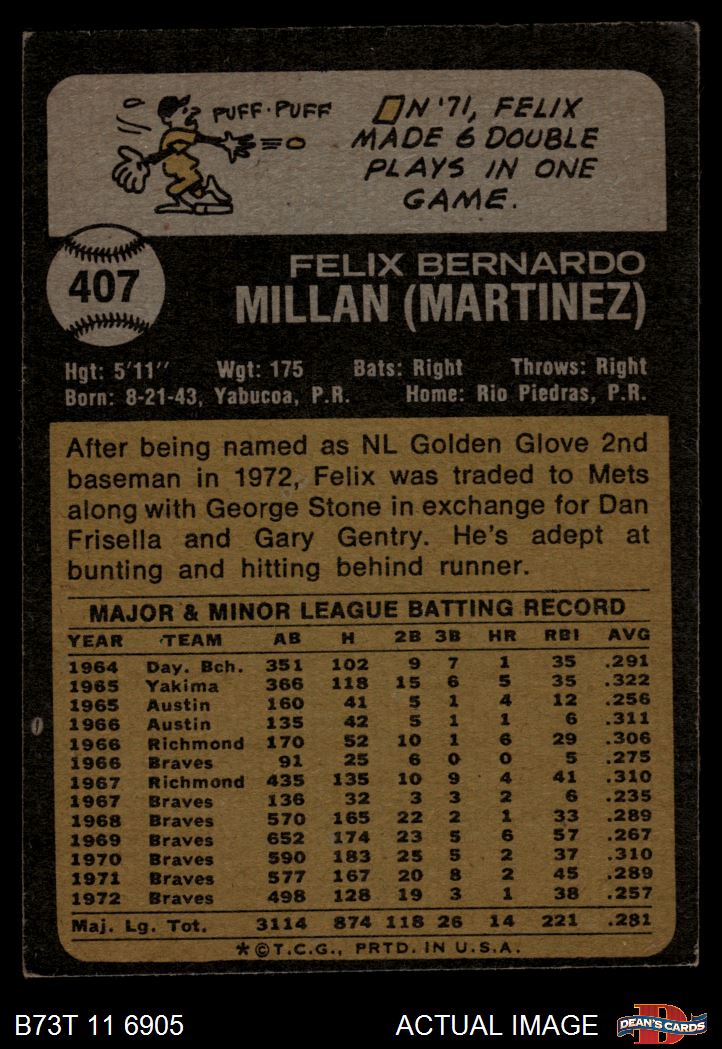 PUFF·PUFF
IN '71, FELIX
MADE 6 DOUBLE
PLAYS IN ONE
GAME.
407
FELIX BERNARDO
MILLAN (MARTINEZ)
Hgt: 5'11'' Wgt: 175 Bats: Right Throws: Right
Born: 8-21-43, Yabucoa, P.R. Home: Rio Piedras, P.R.
After being named as NL Golden Glove 2nd
baseman in 1972, Felix was traded to Mets
along with George Stone in exchange for Dan
Frisella and Gary Gentry. He's adept at
bunting and hitting behind runner.
MAJOR & MINOR LEAGUE BATTING RECORD
YEAR TEAM AB H 2B 3B HR RBI AVG
1964 Day. Bch. 351 102 9 7 1 35 .291
1965 Yakima 366 118 15 6 5 35 .322
1965 Austin 160 41 5 1 4 12 .256
1966 Austin 135 42 5 1 1 6 .311
1966 Richmond 170 52 10 1 6 29 .306
1966 Braves 91 25 6 0 0 5 .275
1967 Richmond 435 135 10 9 4 41 .310
1967 Braves 136 32 3 3 2 6 .235
1968 Braves 570 165 22 2 1 33 .289
1969 Braves 652 174 23 5 6 57 .267
1970 Braves 590 183 25 5 2 37 .310
1971 Braves 577 167 20 8 2 45 .289
1972 Braves 498 128 19 3 1 38 .257
Maj. Lg. Tot. 3114 874 118 26 14 221 .281
*©T.C.G., PRTD. IN U.S.A.
B73T 11 6905 ACTUAL IMAGE
D
DEAN'S CARDS